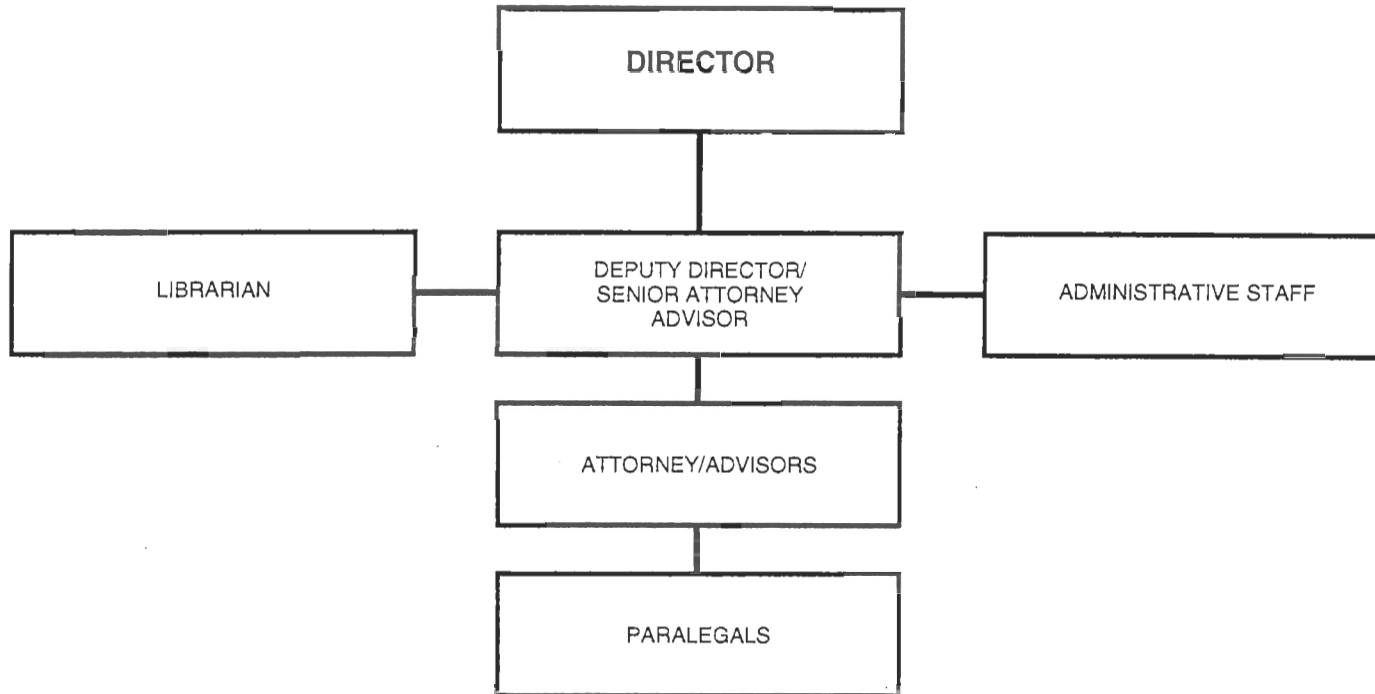 DIRECTOR
LIBRARIAN
DEPUTY DIRECTOR/
SENIOR ATTORNEY
ADVISOR
ADMINISTRATIVE STAFF
ATTORNEY/ADVISORS
PARALEGALS